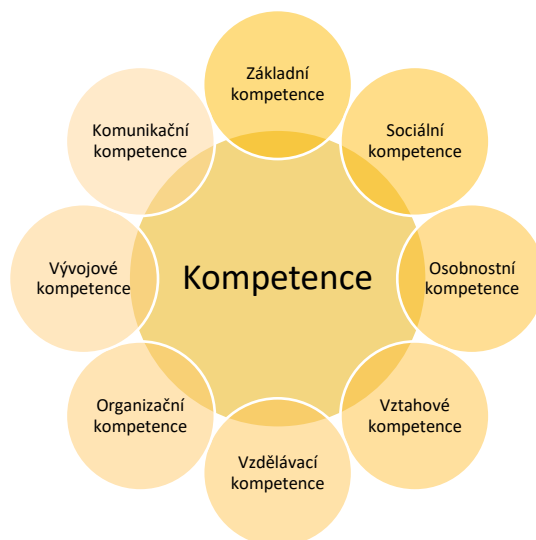 Základní
kompetence
Sociální
kompetence
Osobnostní
kompetence
Vztahové
kompetence
Vzdělávací
kompetence
Organizační
kompetence
Vývojové
kompetence
Komunikační
kompetence
Kompetence